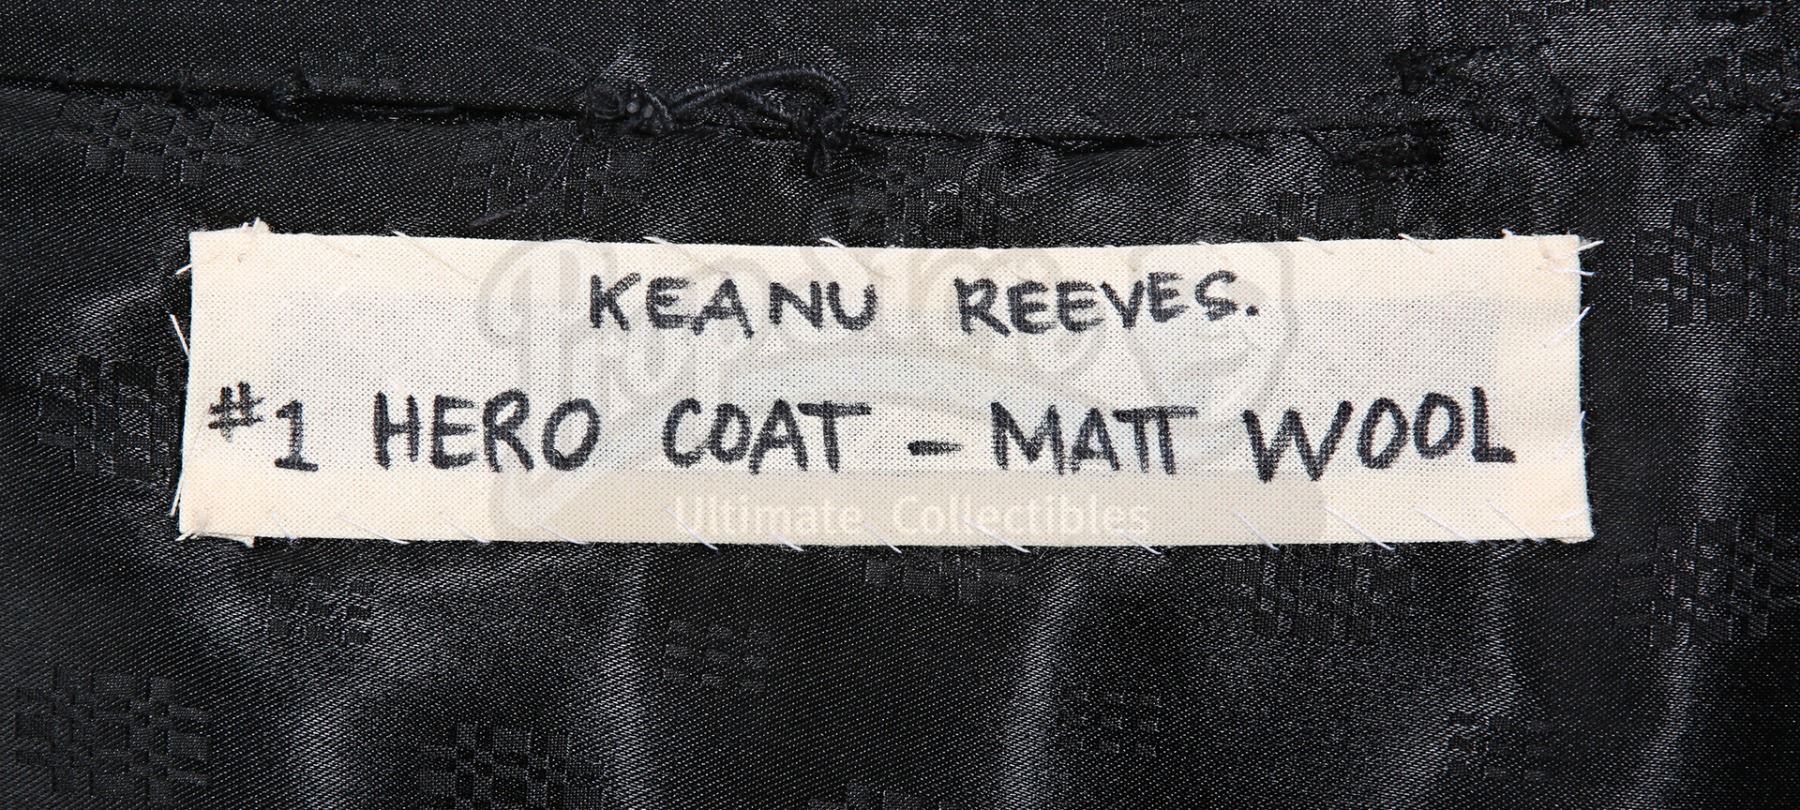 KEANU REEVES.
#1 HERO COAT - MATT WOOL
Ultimate Collectibles